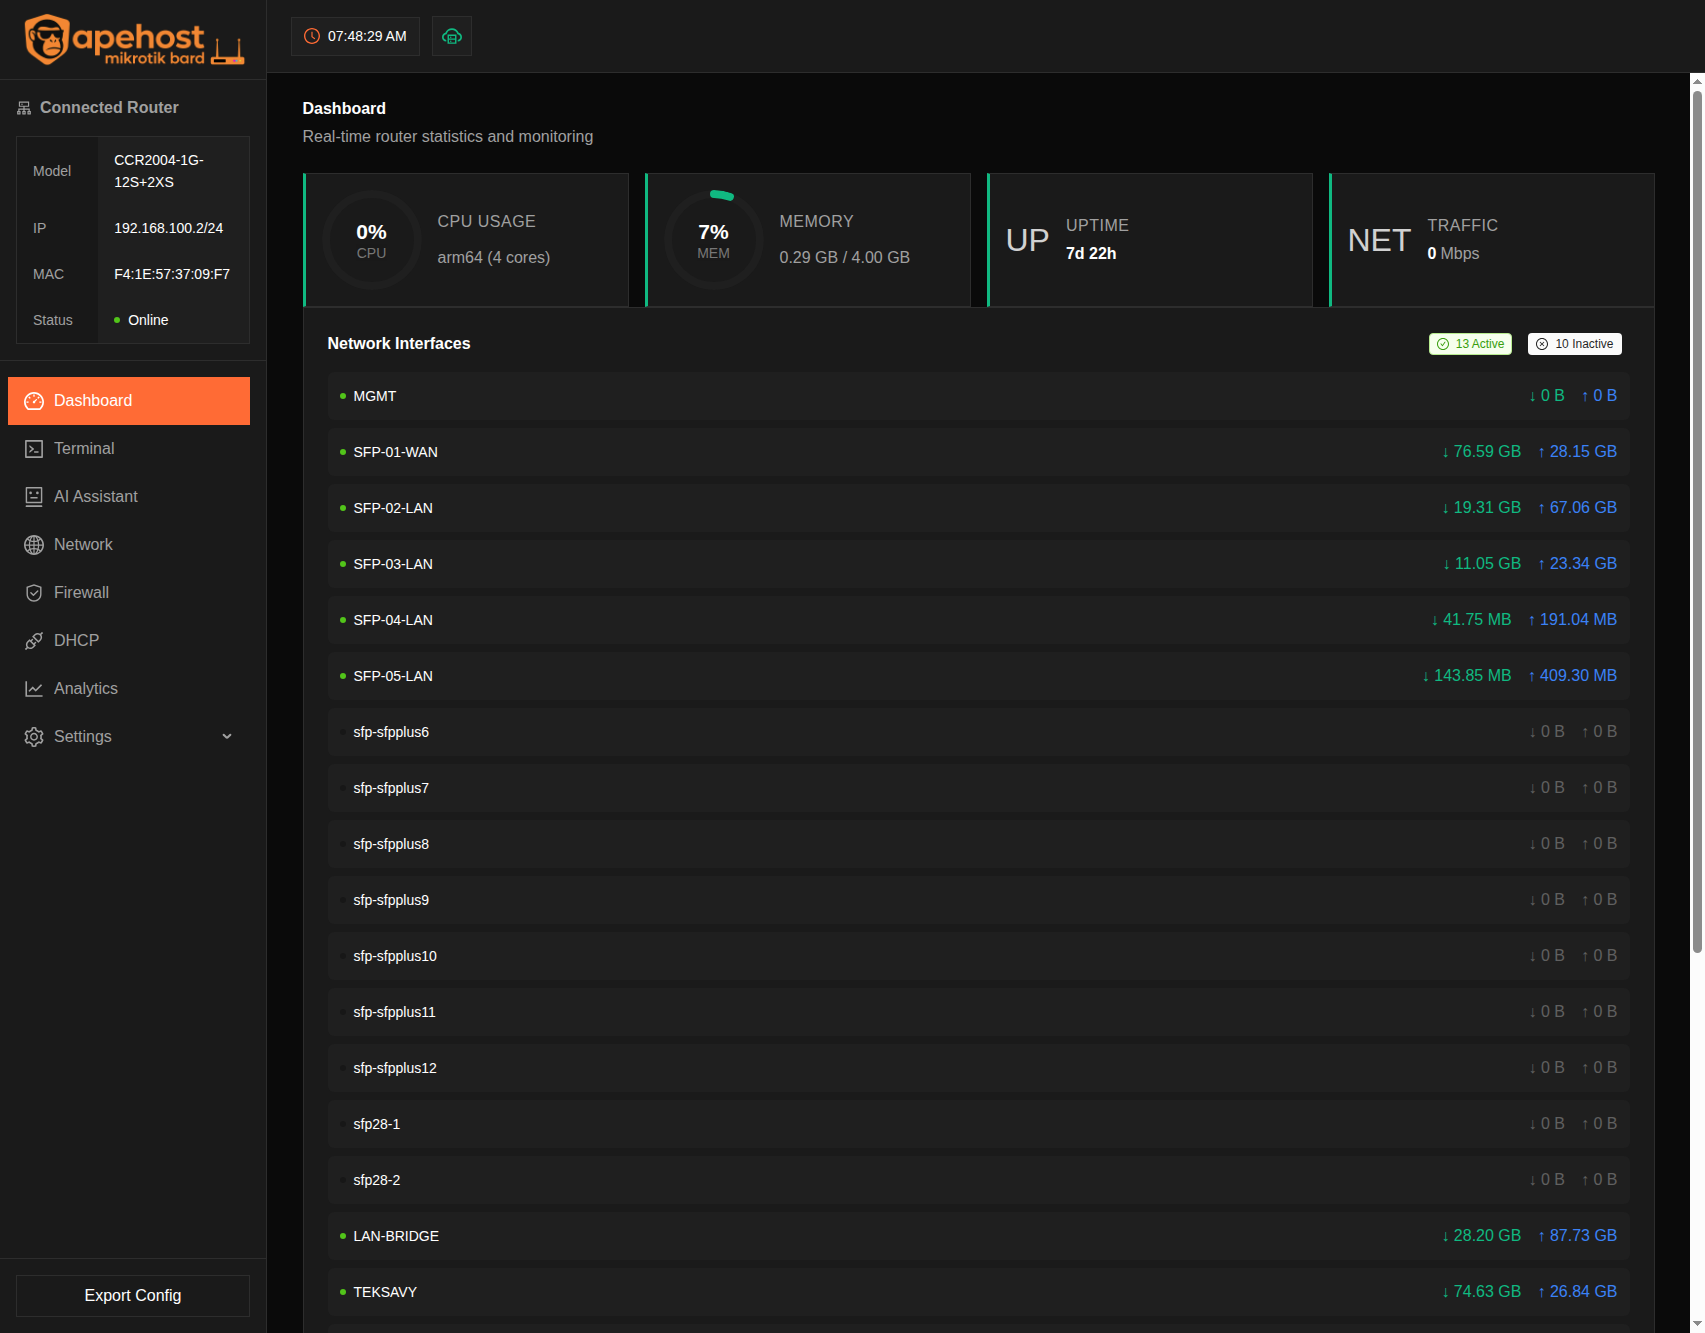 apehost
mikrotik bard
07:48:29 AM
Connected Router
Model
CCR2004-1G-
12S+2XS
IP
192.168.100.2/24
MAC
F4:1E:57:37:09:F7
Status
Online
Dashboard
Terminal
AI Assistant
Network
Firewall
DHCP
Analytics
Settings
Export Config
Dashboard
Real-time router statistics and monitoring
0%
CPU
CPU USAGE
arm64 (4 cores)
7%
MEM
MEMORY
0.29 GB / 4.00 GB
UP
UPTIME
7d 22h
NET
TRAFFIC
0 Mbps
Network Interfaces
13 Active
10 Inactive
MGMT ↓ 0 B ↑ 0 B
SFP-01-WAN ↓ 76.59 GB ↑ 28.15 GB
SFP-02-LAN ↓ 19.31 GB ↑ 67.06 GB
SFP-03-LAN ↓ 11.05 GB ↑ 23.34 GB
SFP-04-LAN ↓ 41.75 MB ↑ 191.04 MB
SFP-05-LAN ↓ 143.85 MB ↑ 409.30 MB
sfp-sfpplus6 ↓ 0 B ↑ 0 B
sfp-sfpplus7 ↓ 0 B ↑ 0 B
sfp-sfpplus8 ↓ 0 B ↑ 0 B
sfp-sfpplus9 ↓ 0 B ↑ 0 B
sfp-sfpplus10 ↓ 0 B ↑ 0 B
sfp-sfpplus11 ↓ 0 B ↑ 0 B
sfp-sfpplus12 ↓ 0 B ↑ 0 B
sfp28-1 ↓ 0 B ↑ 0 B
sfp28-2 ↓ 0 B ↑ 0 B
LAN-BRIDGE ↓ 28.20 GB ↑ 87.73 GB
TEKSAVY ↓ 74.63 GB ↑ 26.84 GB